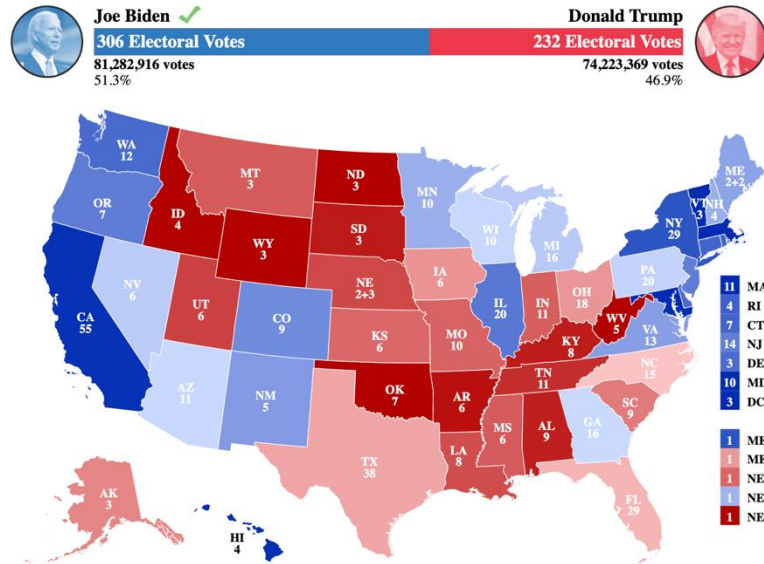 Joe Biden
Donald Trump
306 Electoral Votes
232 Electoral Votes
81,282,916 votes
74,223,369 votes
51.3%
46.9%
WA
12
MT
3
ND
3
MN
10
ME
2+2
VT
3
NH
4
OR
7
ID
4
SD
3
WI
10
MI
16
NY
29
WY
3
NV
6
UT
6
NE
2+3
IA
6
PA
20
CA
55
CO
9
IL
20
IN
11
OH
18
WV
5
VA
13
KS
6
MO
10
KY
8
NC
15
AZ
11
NM
5
OK
7
AR
6
TN
11
SC
9
MS
6
AL
9
GA
16
TX
38
LA
8
FL
29
AK
3
HI
4
11 MA
4 RI
7 CT
14 NJ
3 DE
10 MD
3 DC
1 ME
1 ME
1 NE
1 NE
1 NE